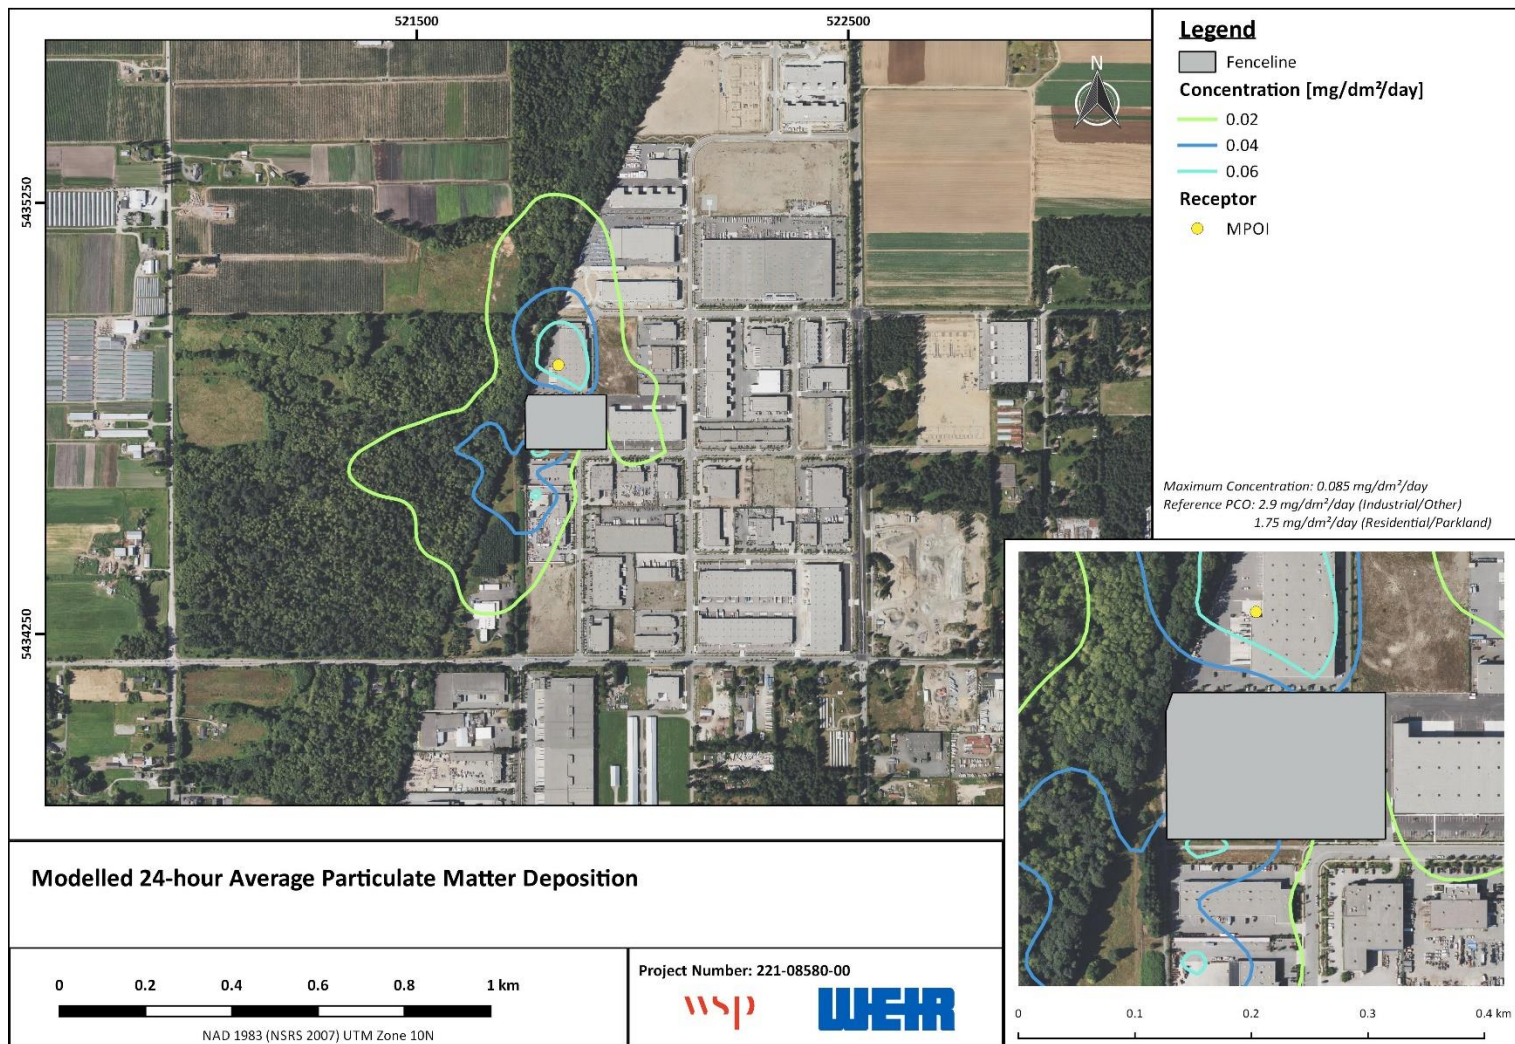 521500
522500
5435250
5434250
N
Legend
Fenceline
Concentration [mg/dm²/day]
0.02
0.04
0.06
Receptor
MPOI
Maximum Concentration: 0.085 mg/dm²/day
Reference PCO: 2.9 mg/dm²/day (Industrial/Other)
1.75 mg/dm²/day (Residential/Parkland)
Modelled 24-hour Average Particulate Matter Deposition
0 0.2 0.4 0.6 0.8 1 km
NAD 1983 (NSRS 2007) UTM Zone 10N
Project Number: 221-08580-00
wsp WEIR
0 0.1 0.2 0.3 0.4 km